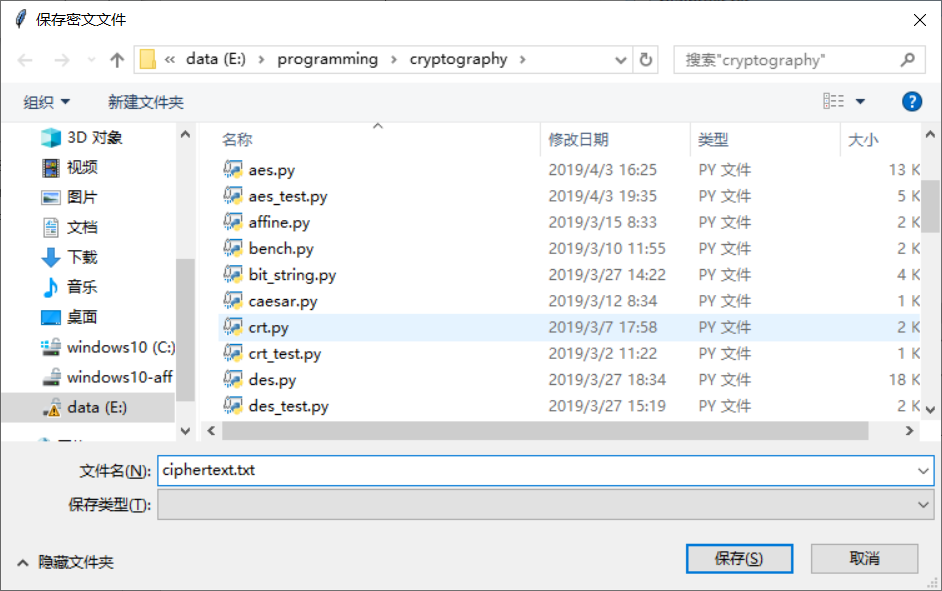 保存密文文件
« data (E:) › programming › cryptography ›
搜索"cryptography"
组织
新建文件夹
3D 对象
视频
图片
文档
下载
音乐
桌面
windows10 (C:)
windows10-aff
data (E:)
名称 修改日期 类型 大小
aes.py 2019/4/3 16:25 PY 文件 13 K
aes_test.py 2019/4/3 19:35 PY 文件 5 K
affine.py 2019/3/15 8:33 PY 文件 2 K
bench.py 2019/3/10 11:55 PY 文件 2 K
bit_string.py 2019/3/27 14:22 PY 文件 4 K
caesar.py 2019/3/12 8:34 PY 文件 1 K
crt.py 2019/3/7 17:58 PY 文件 2 K
crt_test.py 2019/3/2 11:22 PY 文件 1 K
des.py 2019/3/27 18:34 PY 文件 18 K
des_test.py 2019/3/27 15:19 PY 文件 2 K
文件名(N): ciphertext.txt
保存类型(T):
隐藏文件夹
保存(S)
取消